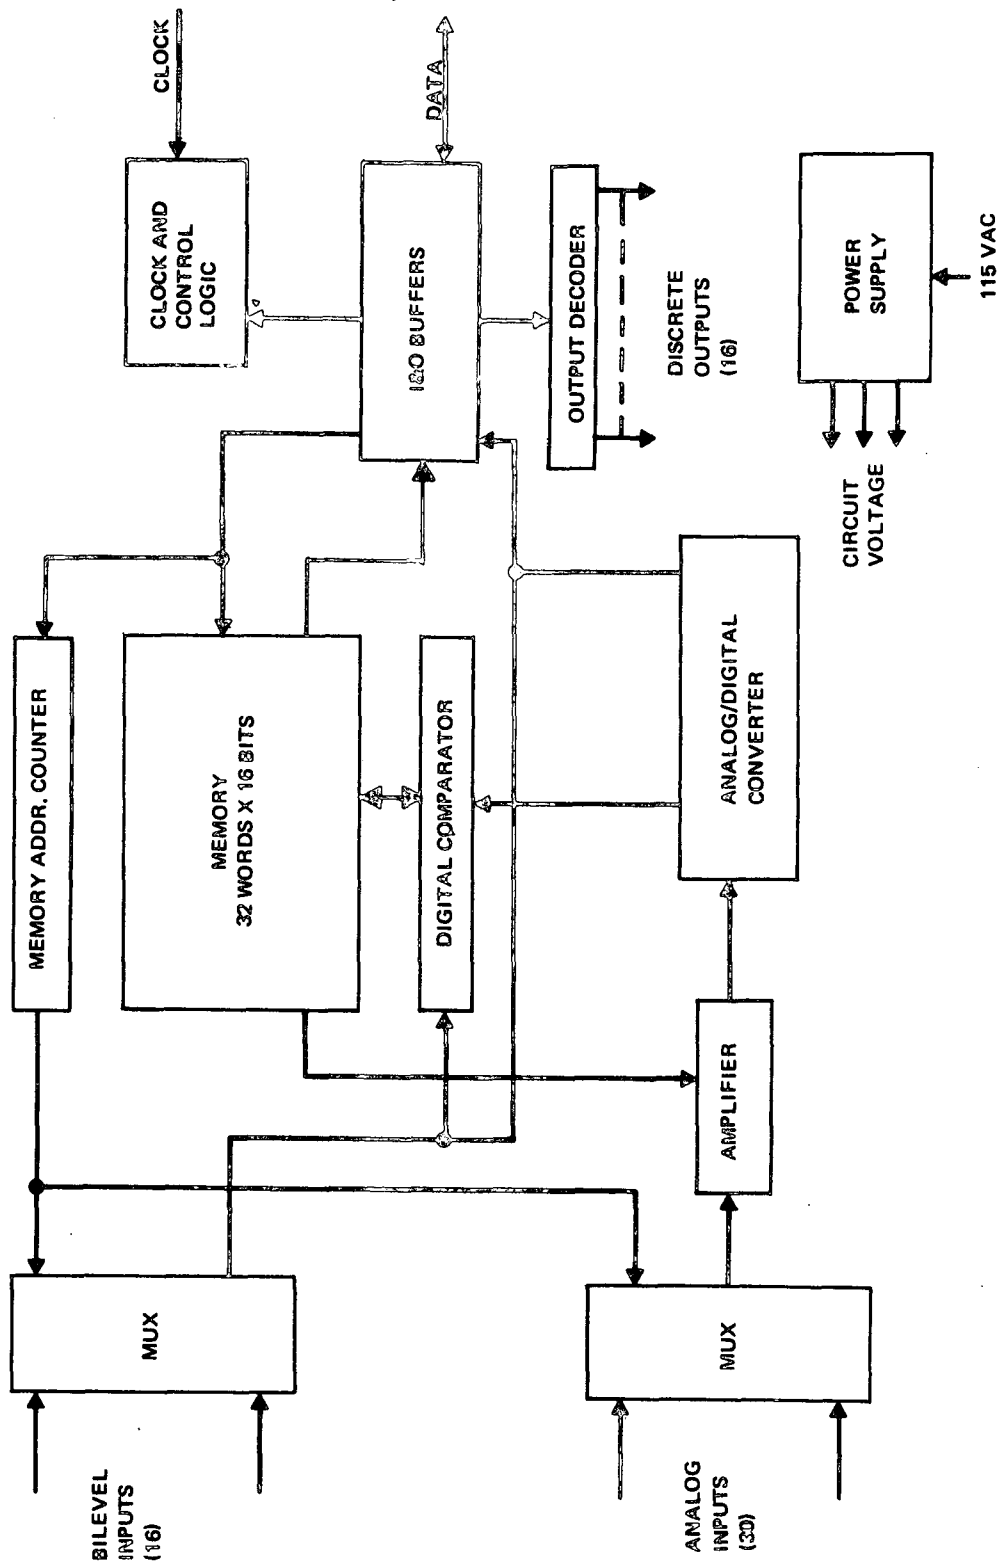 BILEVEL
INPUTS
(16)
MUX
MEMORY ADDR. COUNTER
MEMORY
32 WORDS X 16 BITS
DIGITAL COMPARATOR
CLOCK AND
CONTROL
LOGIC
CLOCK
I&O BUFFERS
DATA
OUTPUT DECODER
DISCRETE
OUTPUTS
(16)
ANALOG
INPUTS
(30)
MUX
AMPLIFIER
ANALOG/DIGITAL
CONVERTER
CIRCUIT
VOLTAGE
POWER
SUPPLY
115 VAC